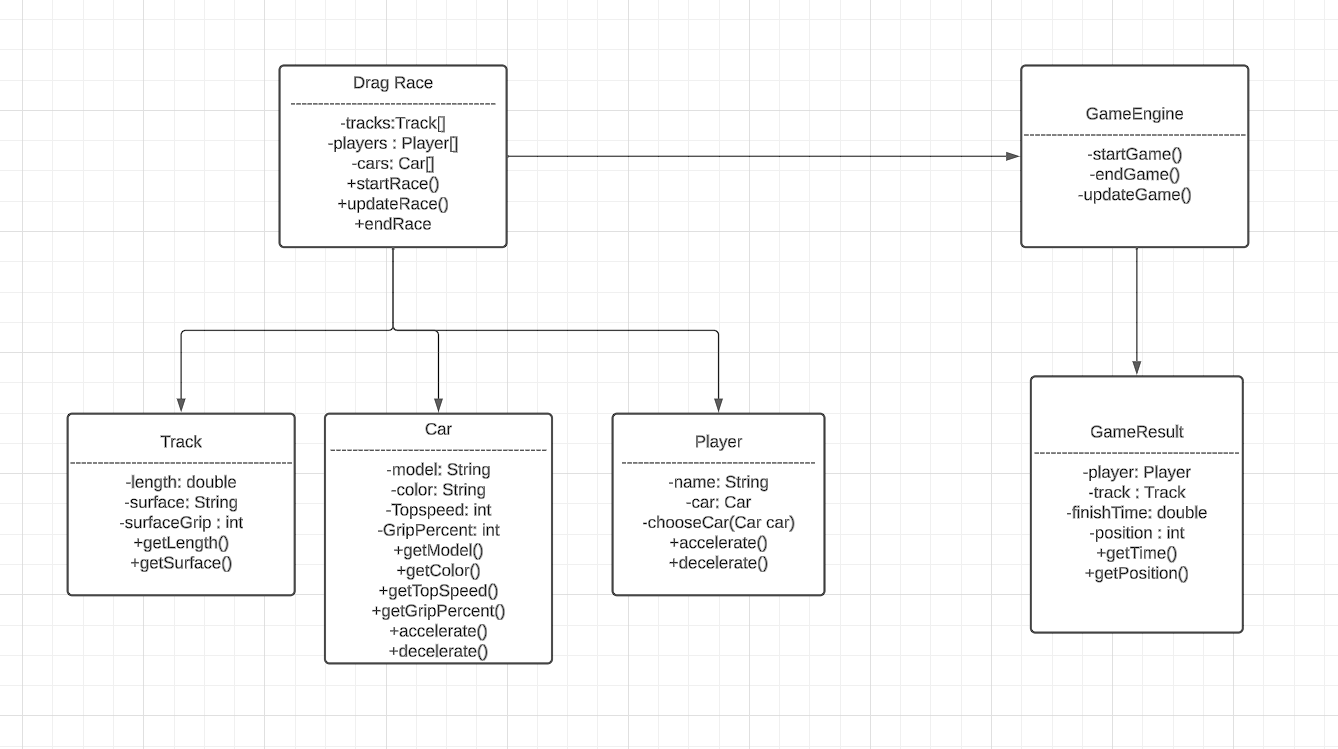 Drag Race
-tracks:Track[]
-players : Player[]
-cars: Car[]
+startRace()
+updateRace()
+endRace
GameEngine
-startGame()
-endGame()
-updateGame()
Track
-length: double
-surface: String
-surfaceGrip : int
+getLength()
+getSurface()
Car
-model: String
-color: String
-Topspeed: int
-GripPercent: int
+getModel()
+getColor()
+getTopSpeed()
+getGripPercent()
+accelerate()
+decelerate()
Player
-name: String
-car: Car
-chooseCar(Car car)
+accelerate()
+decelerate()
GameResult
-player: Player
-track : Track
-finishTime: double
-position : int
+getTime()
+getPosition()